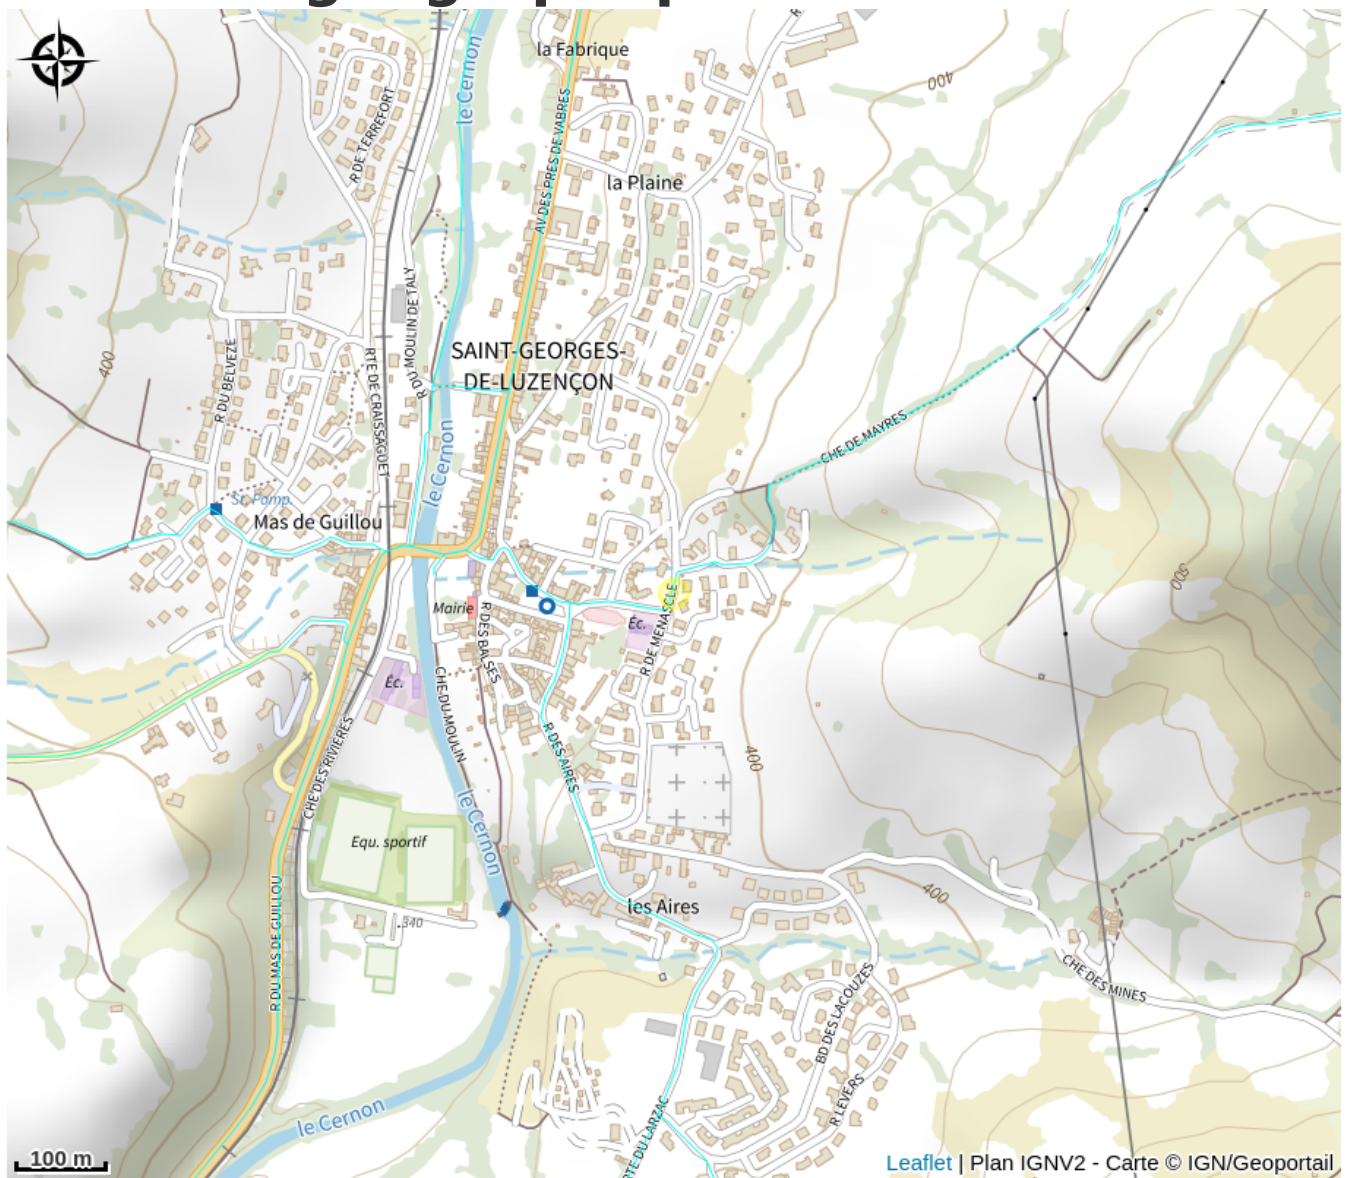 la Fabrique
le Cernon
400
R DE TERREFORT
AV DES PRES DE VABRES
la Plaine
R DU MOULIN DE TALY
SAINT-GEORGES-
DE-LUZENÇON
400
R DU BELVEZE
RTE DE CRAISSAGUET
CHE DE MAYRES
le Cernon
St. Pomp.
Mas de Guillou
500
Mairie
R DES BALSES
Éc.
R DE MENASCLE
Éc.
CHE DU MOULIN
CHE DES RIVIERES
R DES AIRES
400
le Cernon
Equ. sportif
R DU MAS DE GUILLOU
les Aires
400
340
CHE DES MINES
BD DES LACOUZES
R LEVERS
le Cernon
RTE DU LARZAC
100 m
Leaflet | Plan IGNV2 - Carte © IGN/Geoportail